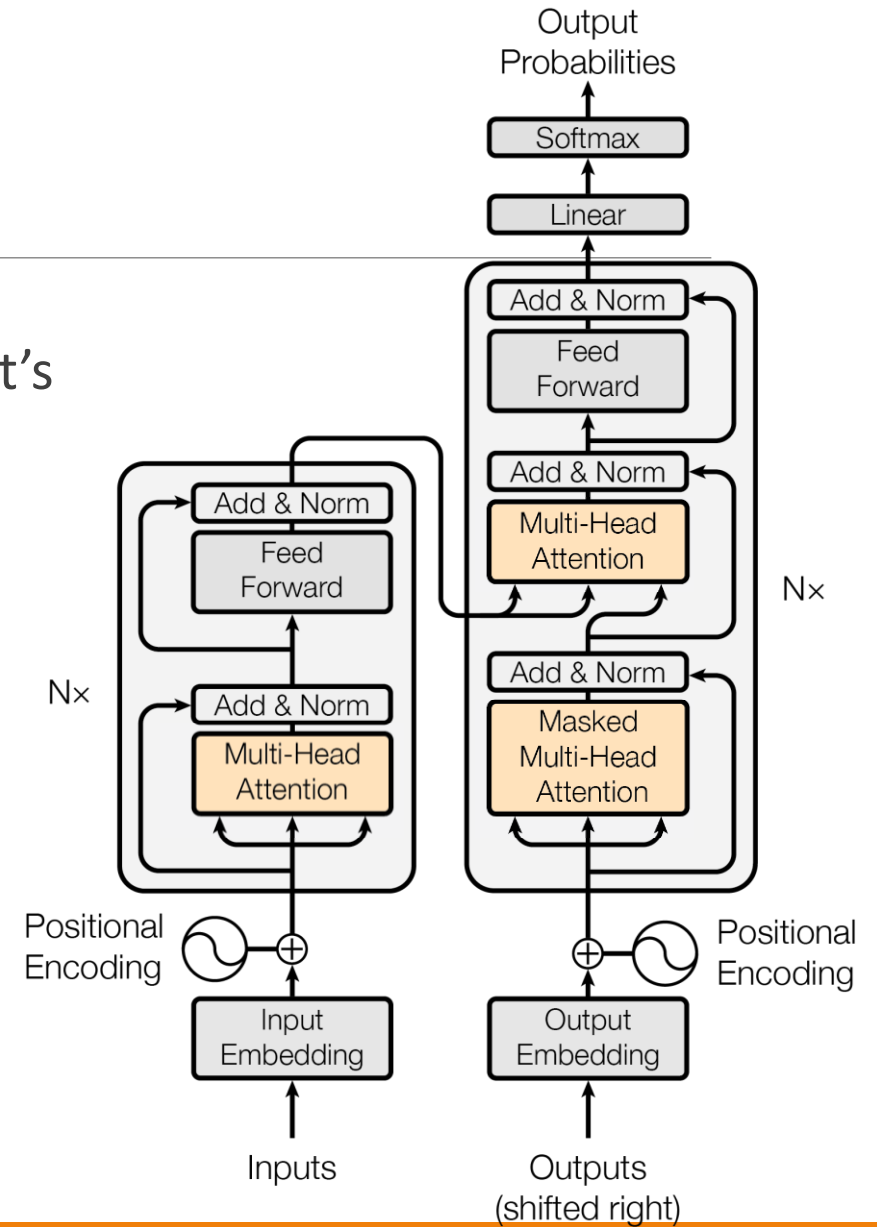 Output
Probabilities
Softmax
Linear
Add & Norm
Feed
Forward
Add & Norm
Multi-Head
Attention
Nx
Add & Norm
Masked
Multi-Head
Attention
Positional
Encoding
Output
Embedding
Outputs
(shifted right)
t’s
Add & Norm
Feed
Forward
Nx
Add & Norm
Multi-Head
Attention
Positional
Encoding
Input
Embedding
Inputs